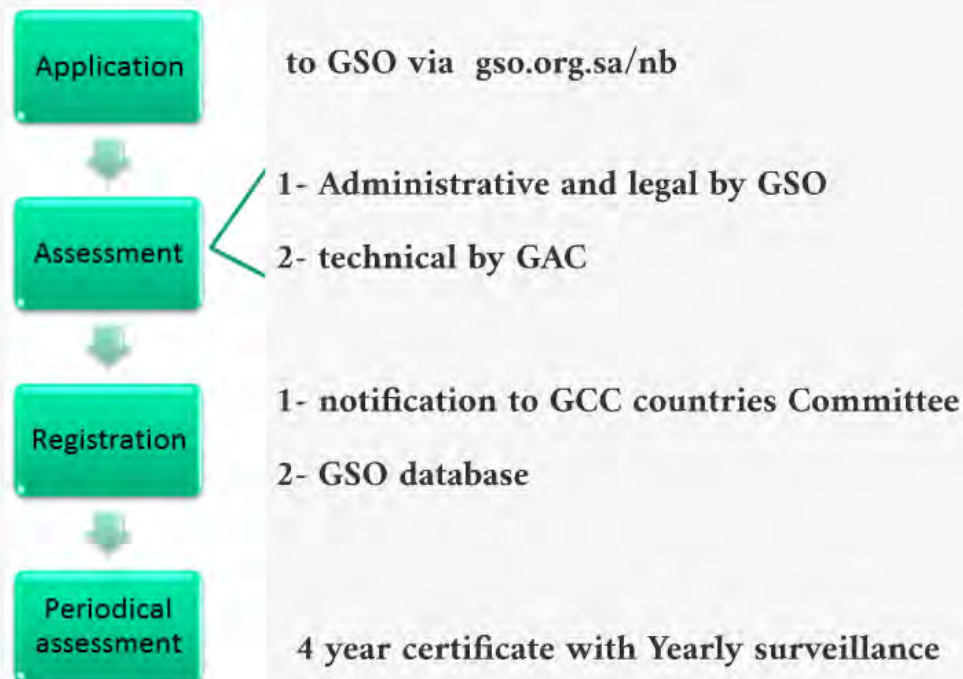 Application
to GSO via gso.org.sa/nb
Assessment
1- Administrative and legal by GSO
2- technical by GAC
Registration
1- notification to GCC countries Committee
2- GSO database
Periodical
assessment
4 year certificate with Yearly surveillance